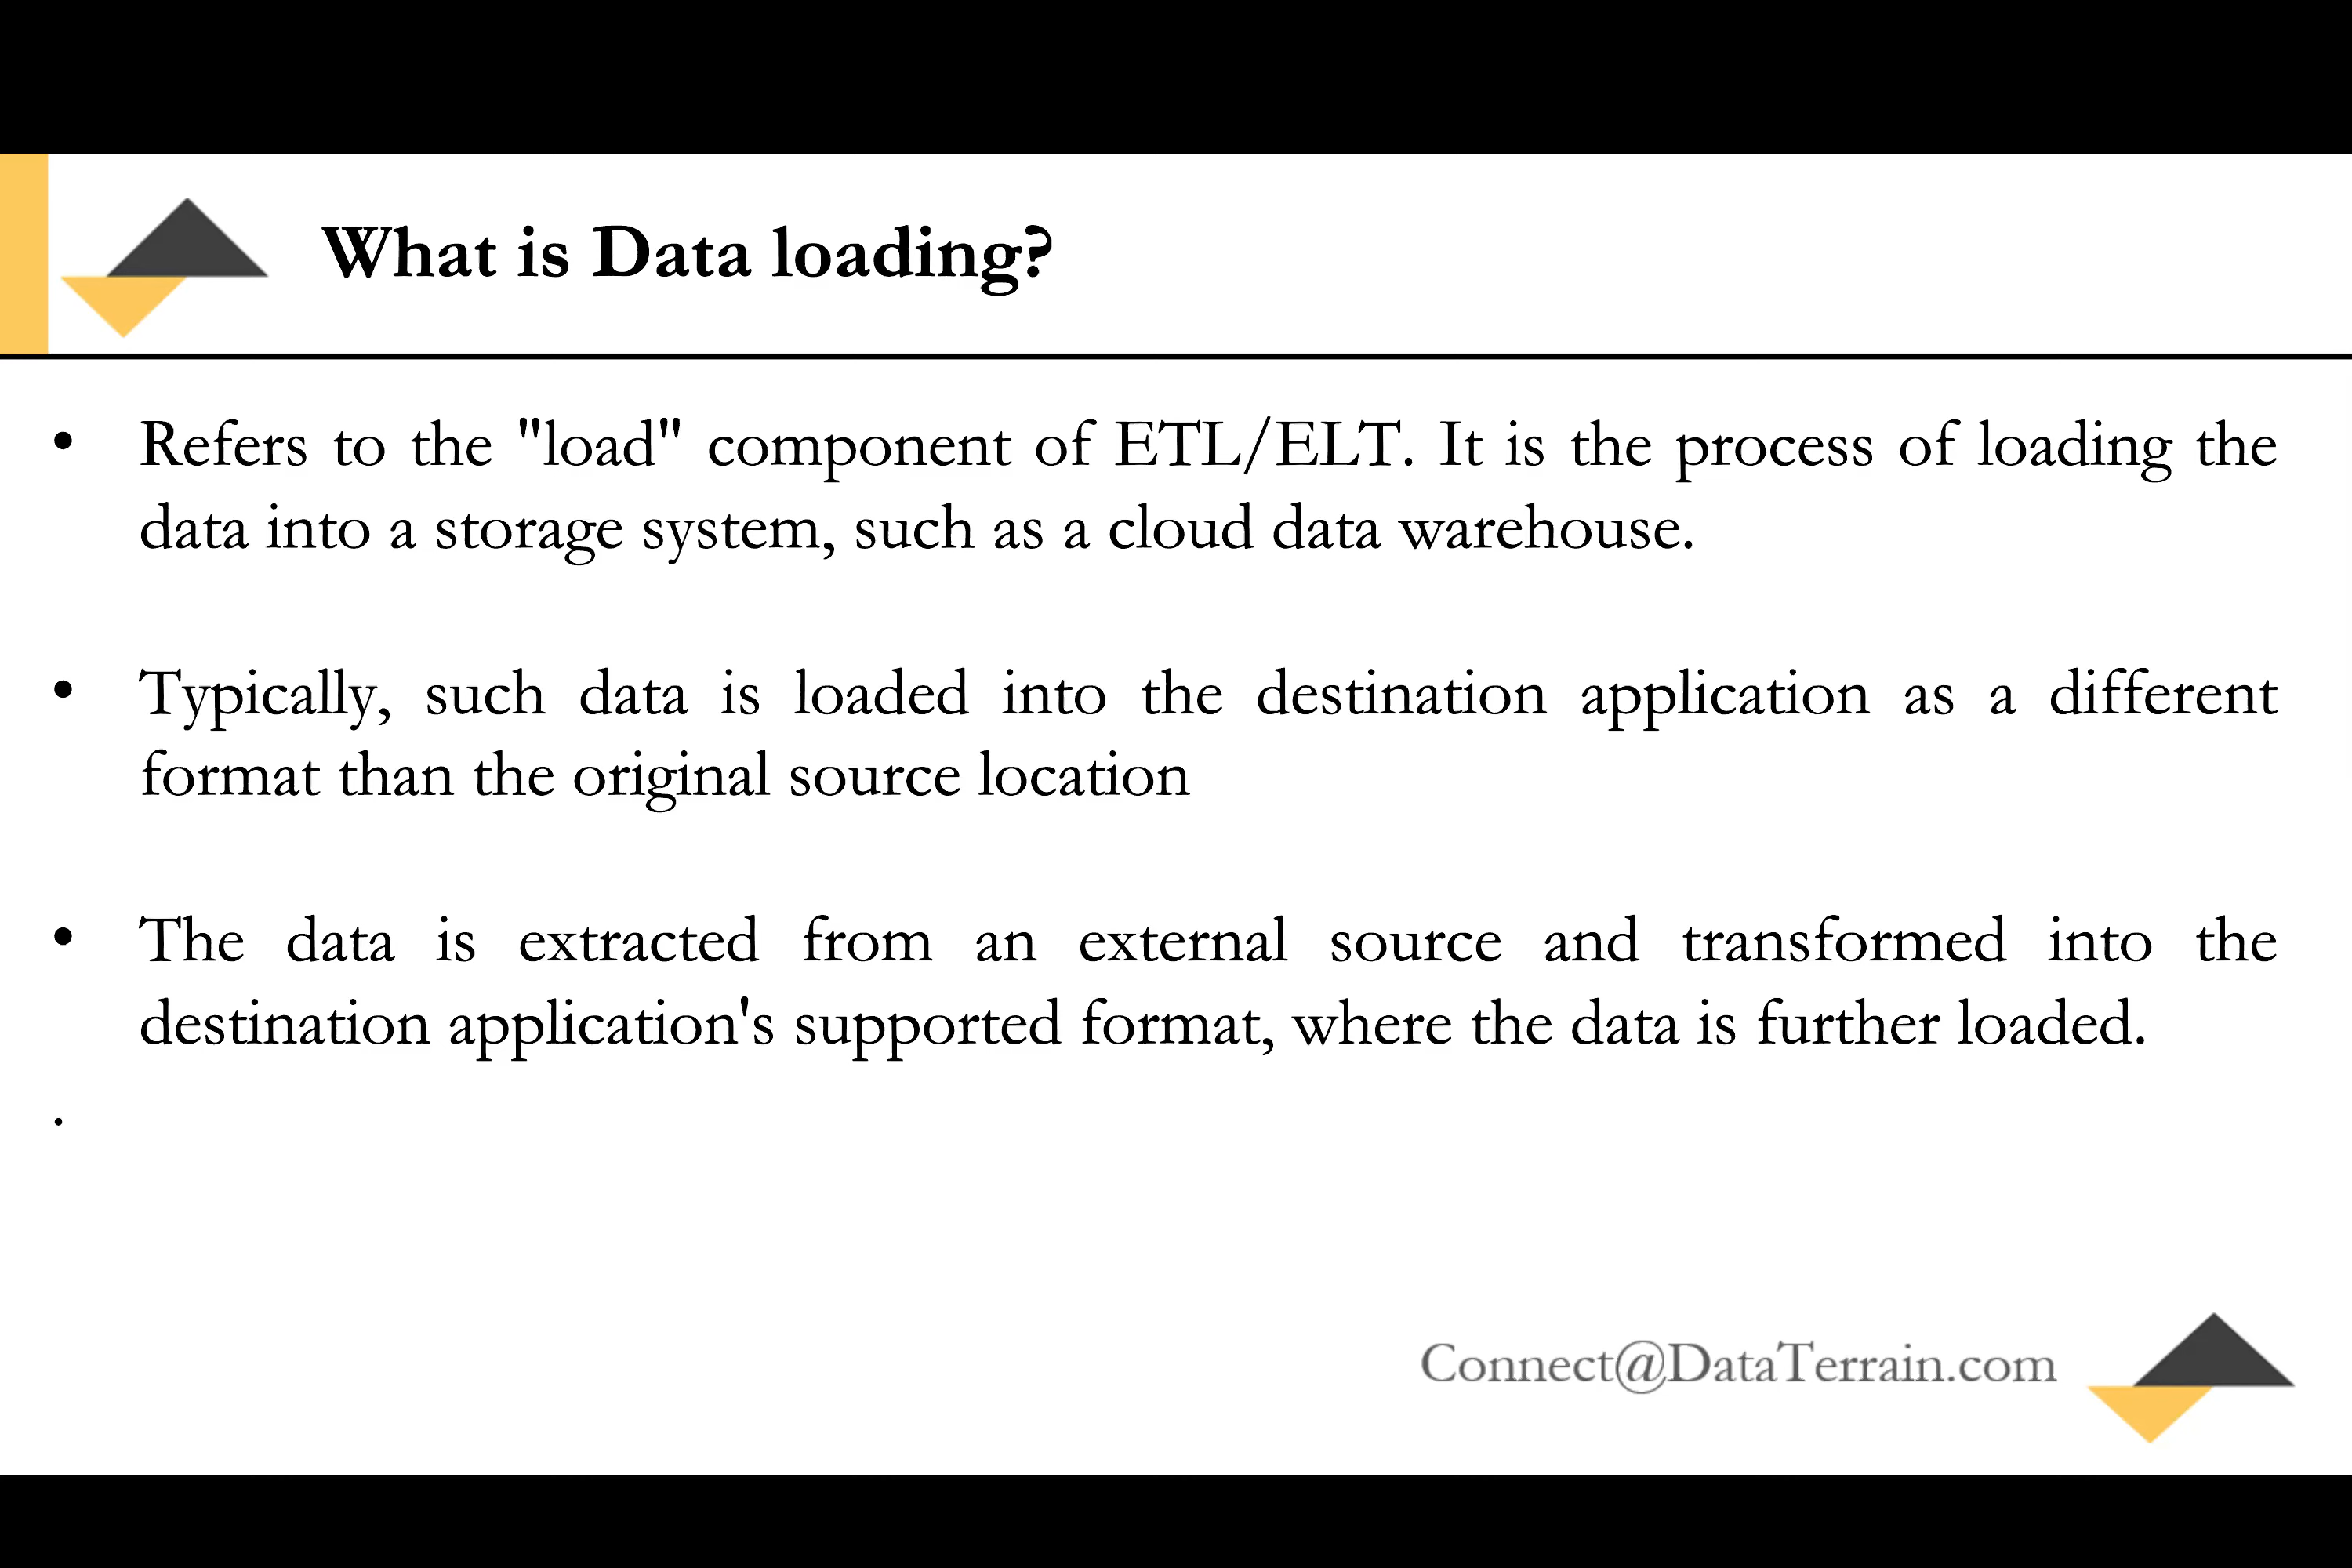 What is Data loading?
• Refers to the "load" component of ETL/ELT. It is the process of loading the
data into a storage system, such as a cloud data warehouse.
• Typically, such data is loaded into the destination application as a different
format than the original source location
• The data is extracted from an external source and transformed into the
destination application's supported format, where the data is further loaded.
.
Connect@DataTerrain.com